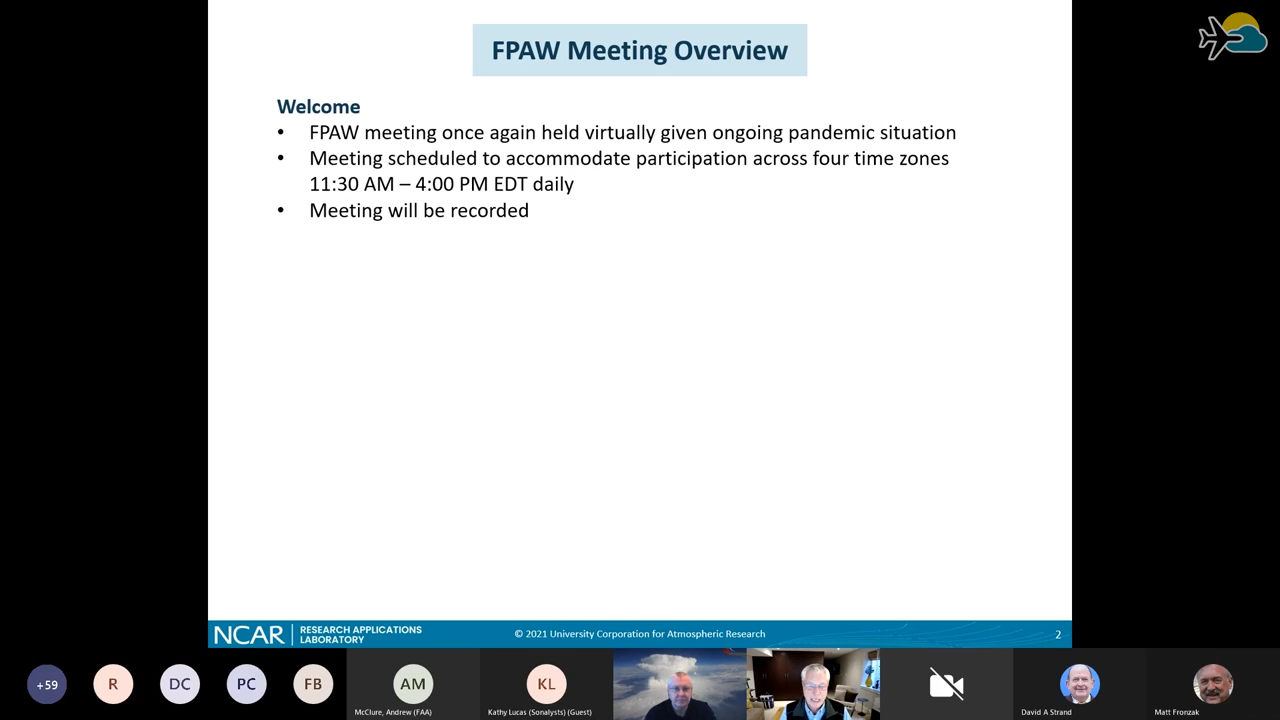 FPAW Meeting Overview
Welcome
• FPAW meeting once again held virtually given ongoing pandemic situation
• Meeting scheduled to accommodate participation across four time zones
11:30 AM – 4:00 PM EDT daily
• Meeting will be recorded
NCAR | RESEARCH APPLICATIONS
LABORATORY
© 2021 University Corporation for Atmospheric Research
2
+59
R
DC
PC
FB
AM
McClure, Andrew (FAA)
KL
Kathy Lucas (Sonalysts) (Guest)
David A Strand
Matt Fronzak